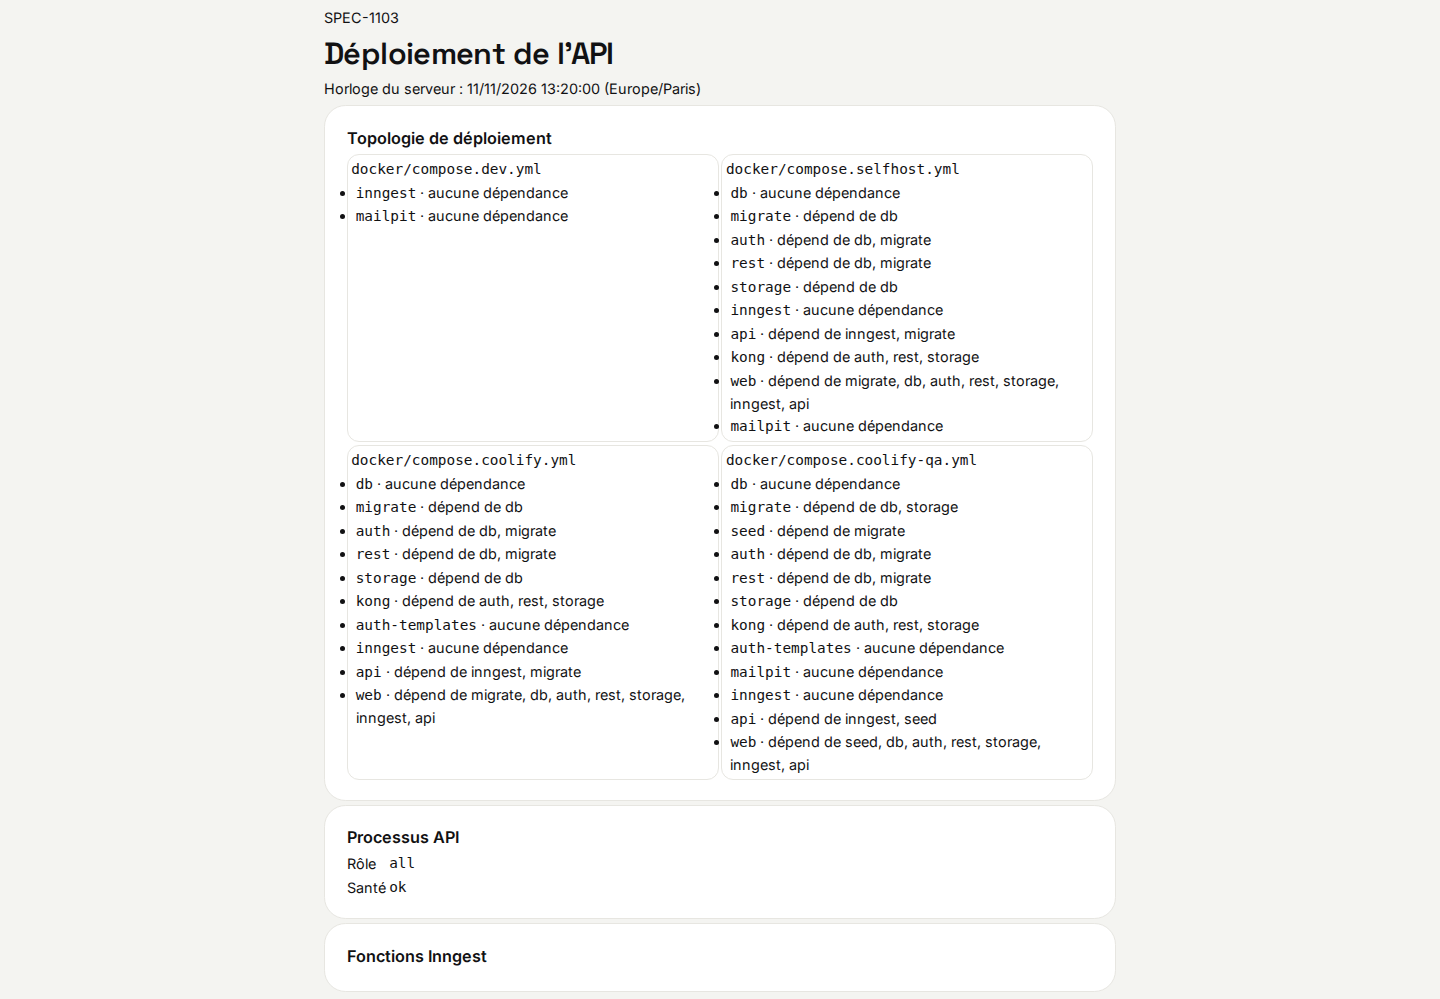 SPEC-1103
Déploiement de l’API
Horloge du serveur : 11/11/2026 13:20:00 (Europe/Paris)
Topologie de déploiement
docker/compose.dev.yml
inngest · aucune dépendance
mailpit · aucune dépendance
docker/compose.selfhost.yml
db · aucune dépendance
migrate · dépend de db
auth · dépend de db, migrate
rest · dépend de db, migrate
storage · dépend de db
inngest · aucune dépendance
api · dépend de inngest, migrate
kong · dépend de auth, rest, storage
web · dépend de migrate, db, auth, rest, storage,
inngest, api
mailpit · aucune dépendance
docker/compose.coolify.yml
db · aucune dépendance
migrate · dépend de db
auth · dépend de db, migrate
rest · dépend de db, migrate
storage · dépend de db
kong · dépend de auth, rest, storage
auth-templates · aucune dépendance
inngest · aucune dépendance
api · dépend de inngest, migrate
web · dépend de migrate, db, auth, rest, storage,
inngest, api
docker/compose.coolify-qa.yml
db · aucune dépendance
migrate · dépend de db, storage
seed · dépend de migrate
auth · dépend de db, migrate
rest · dépend de db, migrate
storage · dépend de db
kong · dépend de auth, rest, storage
auth-templates · aucune dépendance
mailpit · aucune dépendance
inngest · aucune dépendance
api · dépend de inngest, seed
web · dépend de seed, db, auth, rest, storage,
inngest, api
Processus API
Rôle all
Santé ok
Fonctions Inngest